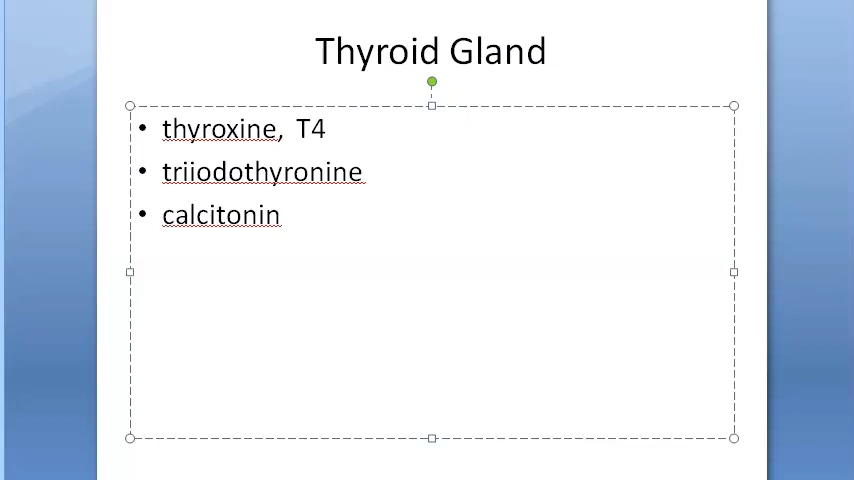 Thyroid Gland
• thyroxine, T4
• triiodothyronine
• calcitonin